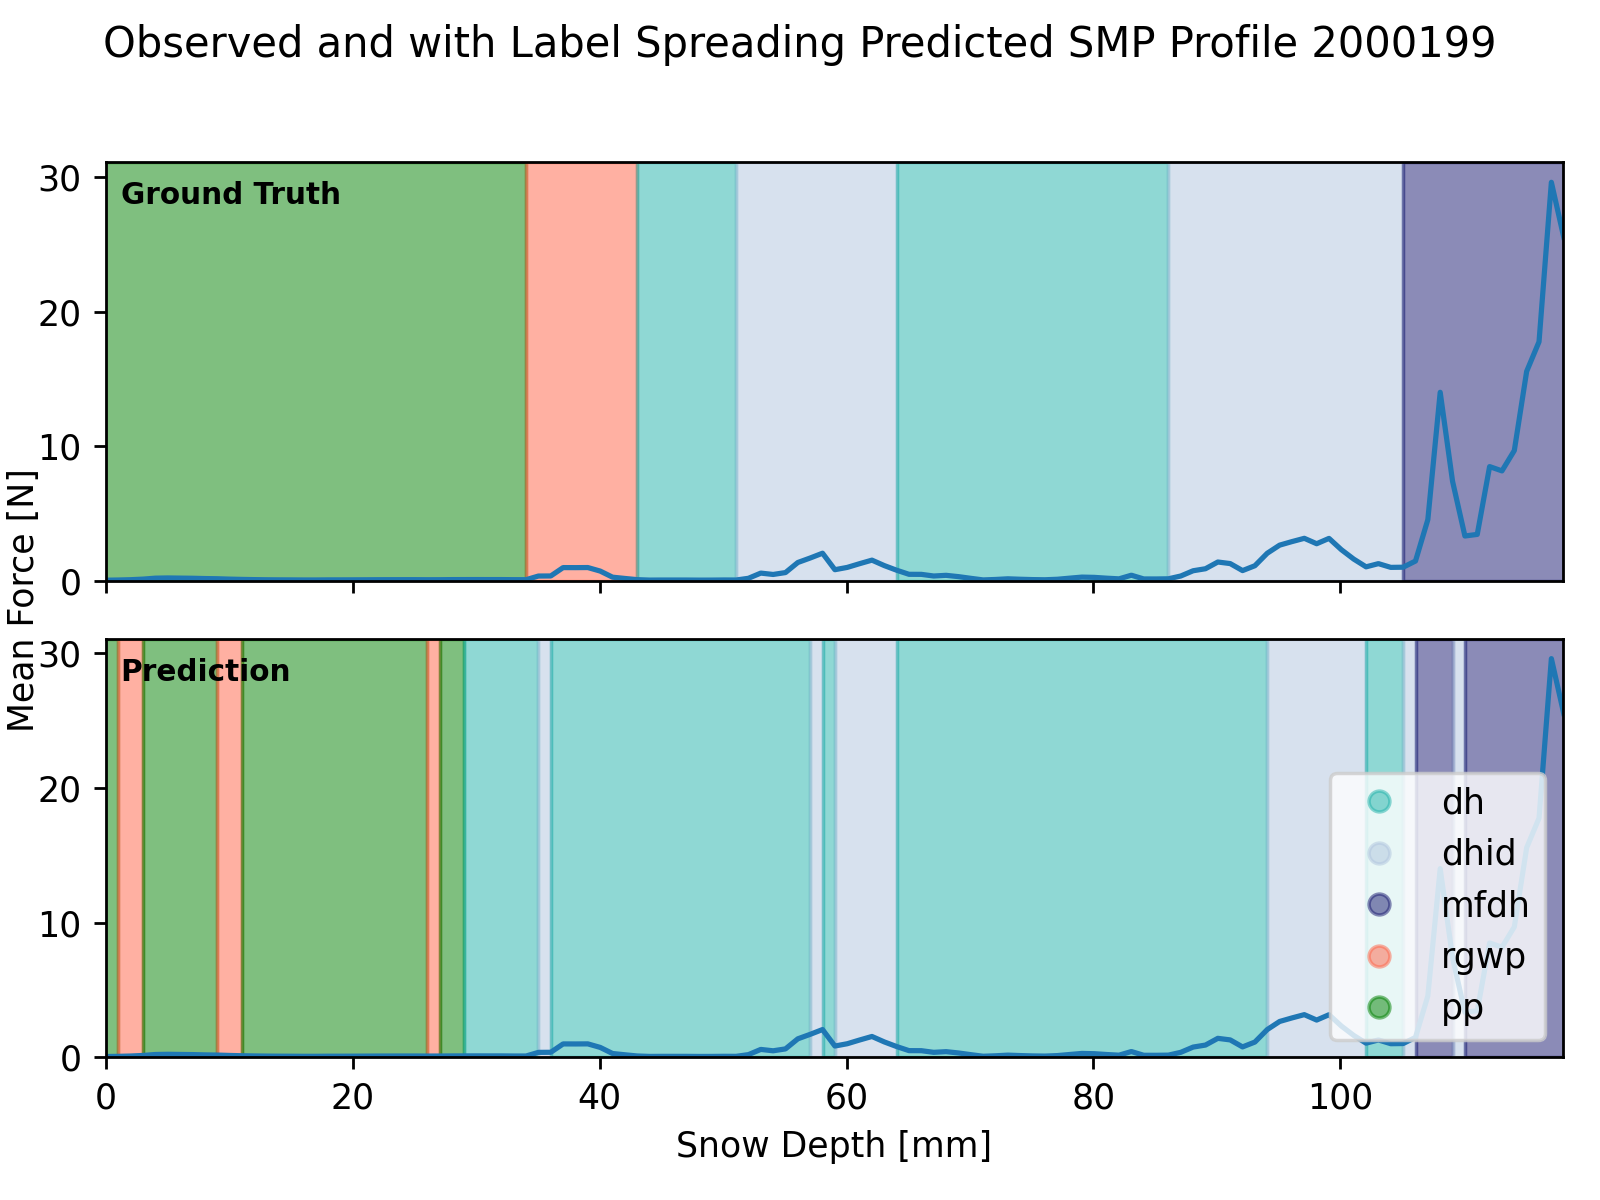 Observed and with Label Spreading Predicted SMP Profile 2000199
Mean Force [N]
30
20
10
0
Ground Truth
30
20
10
0
Prediction
dh
dhid
mfdh
rgwp
pp
0 20 40 60 80 100
Snow Depth [mm]